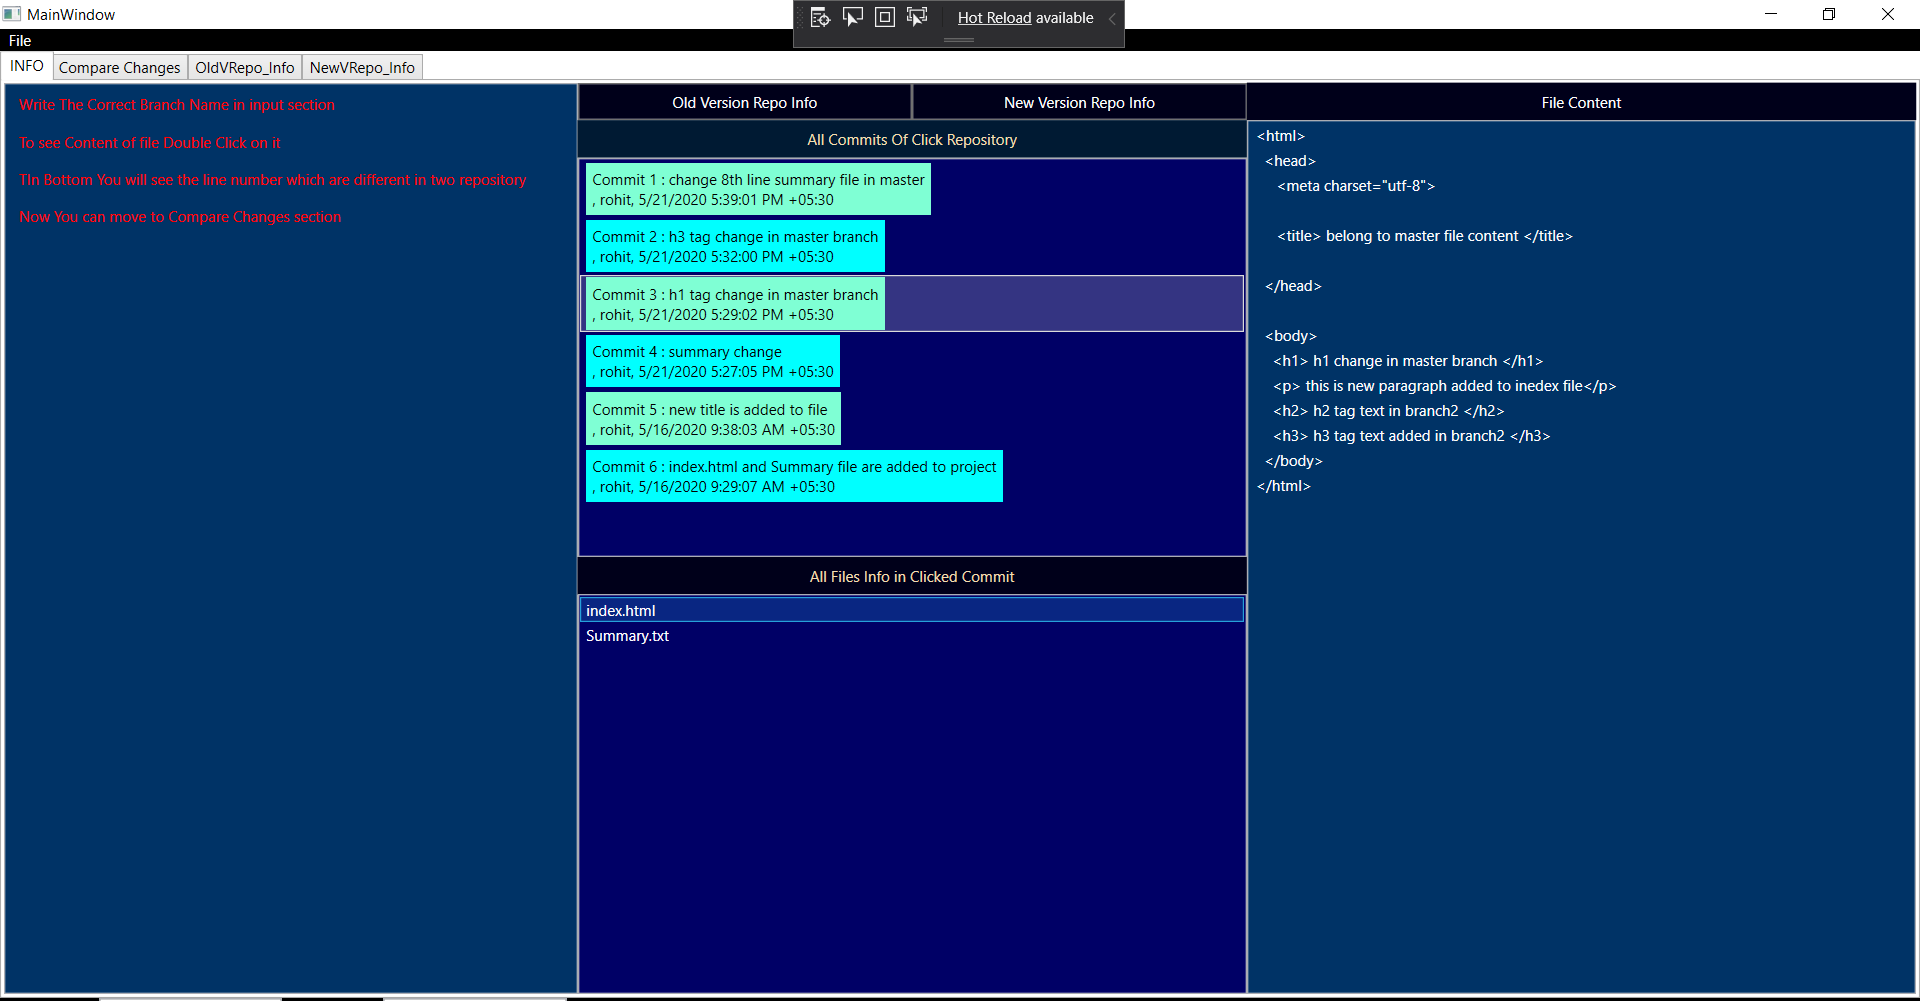 MainWindow
Hot Reload available
File
INFO
Compare Changes
OldVRepo_Info
NewVRepo_Info
Write The Correct Branch Name in input section
To see Content of file Double Click on it
TIn Bottom You will see the line number which are different in two repository
Now You can move to Compare Changes section
Old Version Repo Info
New Version Repo Info
All Commits Of Click Repository
Commit 1 : change 8th line summary file in master
, rohit, 5/21/2020 5:39:01 PM +05:30
Commit 2 : h3 tag change in master branch
, rohit, 5/21/2020 5:32:00 PM +05:30
Commit 3 : h1 tag change in master branch
, rohit, 5/21/2020 5:29:02 PM +05:30
Commit 4 : summary change
, rohit, 5/21/2020 5:27:05 PM +05:30
Commit 5 : new title is added to file
, rohit, 5/16/2020 9:38:03 AM +05:30
Commit 6 : index.html and Summary file are added to project
, rohit, 5/16/2020 9:29:07 AM +05:30
All Files Info in Clicked Commit
index.html
Summary.txt
File Content
<html>
<head>
<meta charset="utf-8">
<title> belong to master file content </title>
</head>
<body>
<h1> h1 change in master branch </h1>
<p> this is new paragraph added to inedex file</p>
<h2> h2 tag text in branch2 </h2>
<h3> h3 tag text added in branch2 </h3>
</body>
</html>